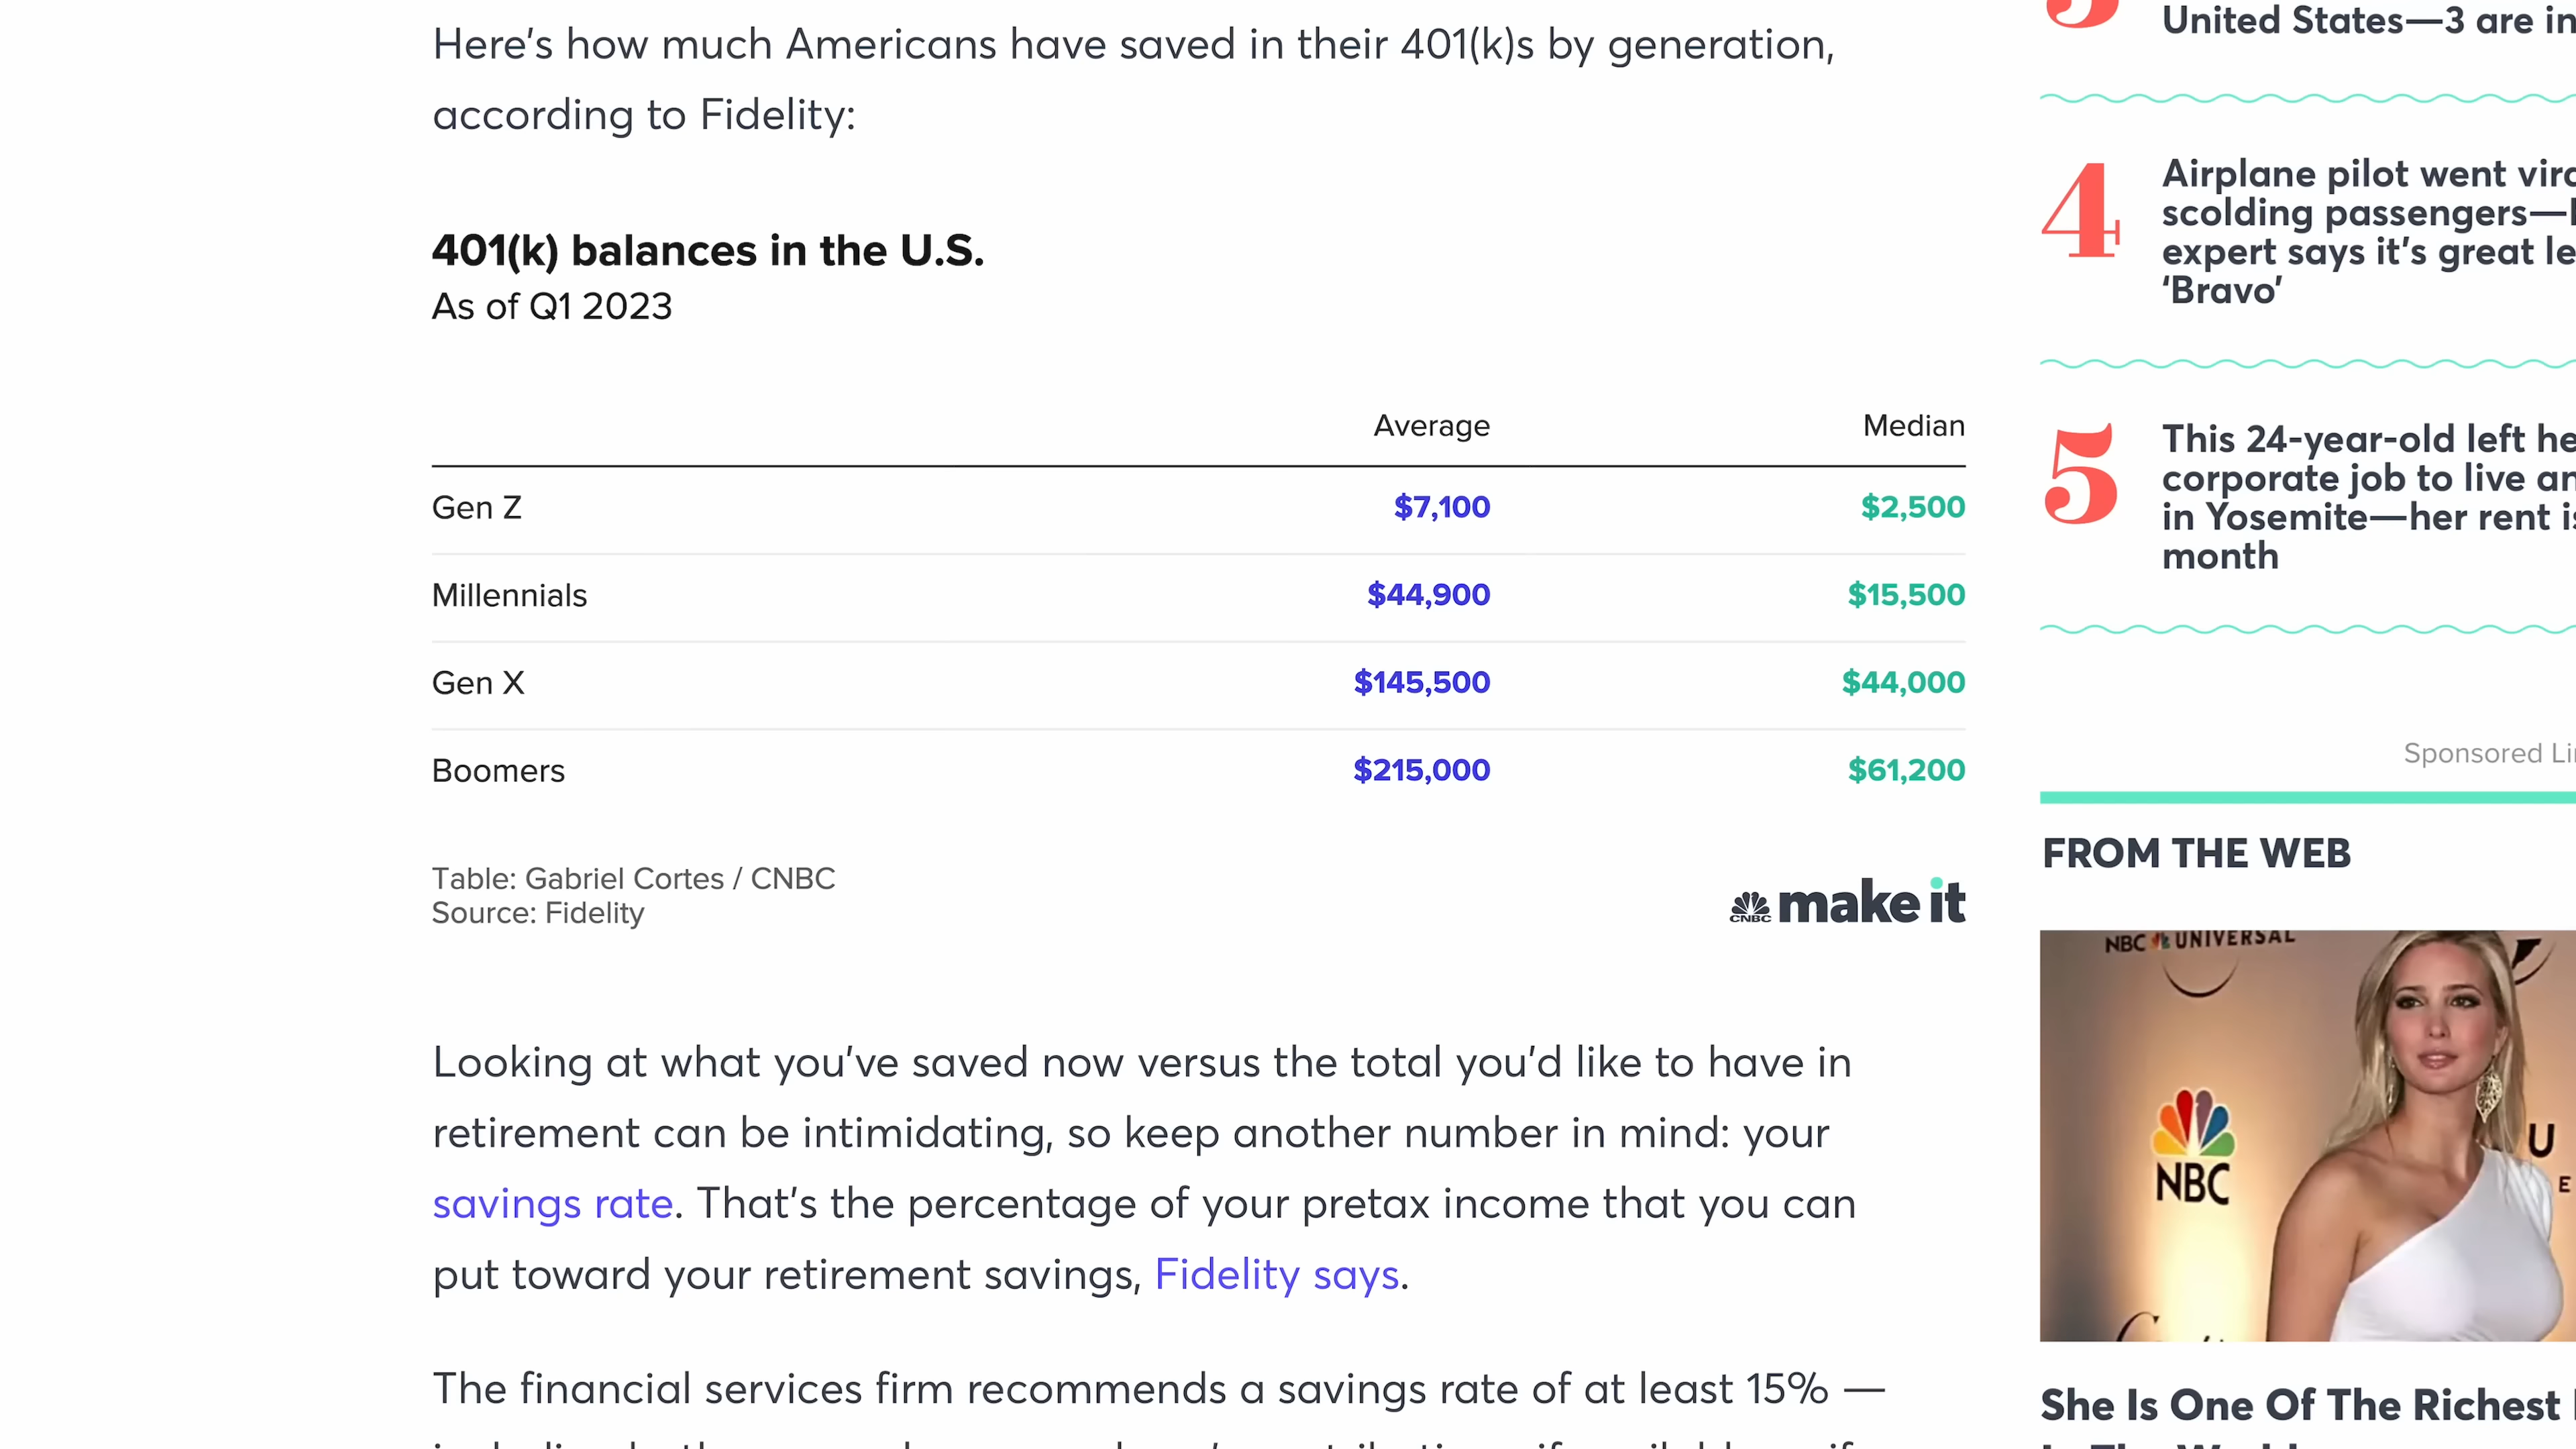 Here's how much Americans have saved in their 401(k)s by generation,
according to Fidelity:
401(k) balances in the U.S.
As of Q1 2023
Average Median
Gen Z $7,100 $2,500
Millennials $44,900 $15,500
Gen X $145,500 $44,000
Boomers $215,000 $61,200
Table: Gabriel Cortes / CNBC
Source: Fidelity
CNBC make it
Looking at what you've saved now versus the total you'd like to have in
retirement can be intimidating, so keep another number in mind: your
savings rate. That's the percentage of your pretax income that you can
put toward your retirement savings, Fidelity says.
The financial services firm recommends a savings rate of at least 15% —
United States—3 are in
4
Airplane pilot went
scolding passengers—
expert says it's great
'Bravo'
5
This 24-year-old left
corporate job to live
in Yosemite—her rent
month
Sponsored
FROM THE WEB
NBC UNIVERSAL
NBC
U
E
She Is One Of The Richest